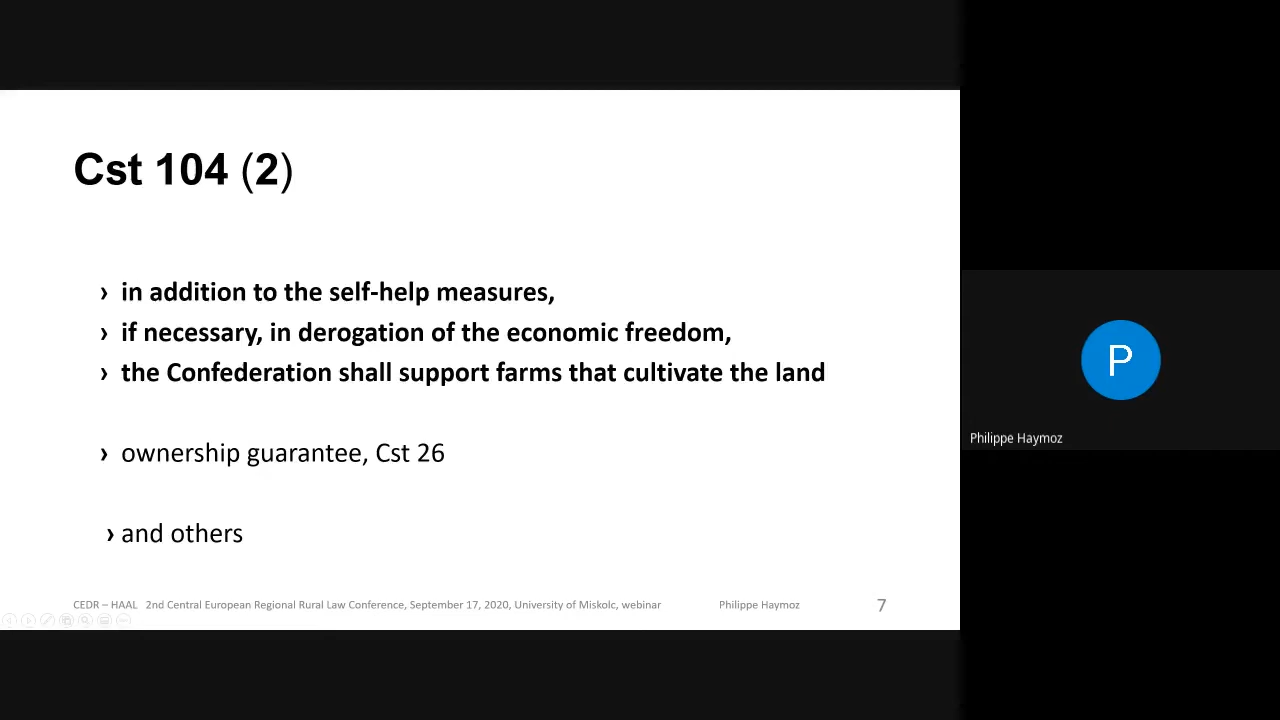 Cst 104 (2)
› in addition to the self-help measures,
› if necessary, in derogation of the economic freedom,
› the Confederation shall support farms that cultivate the land
› ownership guarantee, Cst 26
› and others
CEDR – HAAL 2nd Central European Regional Rural Law Conference, September 17, 2020, University of Miskolc, webinar Philippe Haymoz 7
P
Philippe Haymoz